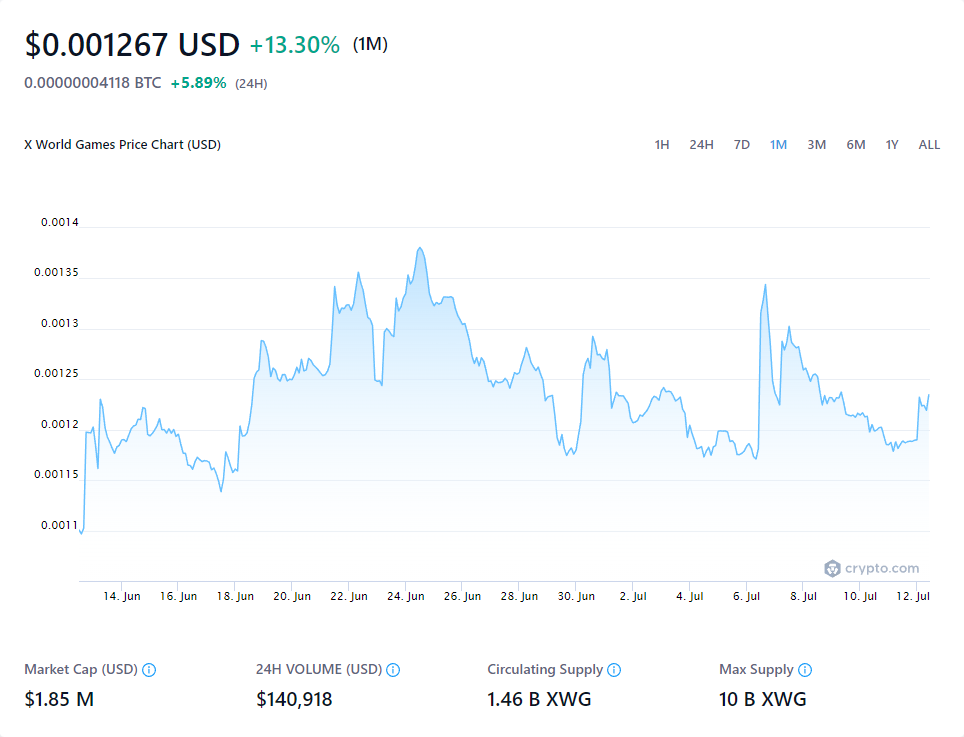 $0.001267 USD +13.30% (1M)
0.00000004118 BTC +5.89% (24H)
X World Games Price Chart (USD) 1H 24H 7D 1M 3M 6M 1Y ALL
0.0014
0.00135
0.0013
0.00125
0.0012
0.00115
0.0011
crypto.com
14. Jun 16. Jun 18. Jun 20. Jun 22. Jun 24. Jun 26. Jun 28. Jun 30. Jun 2. Jul 4. Jul 6. Jul 8. Jul 10. Jul 12. Jul
Market Cap (USD) 24H VOLUME (USD) Circulating Supply Max Supply
$1.85 M $140,918 1.46 B XWG 10 B XWG